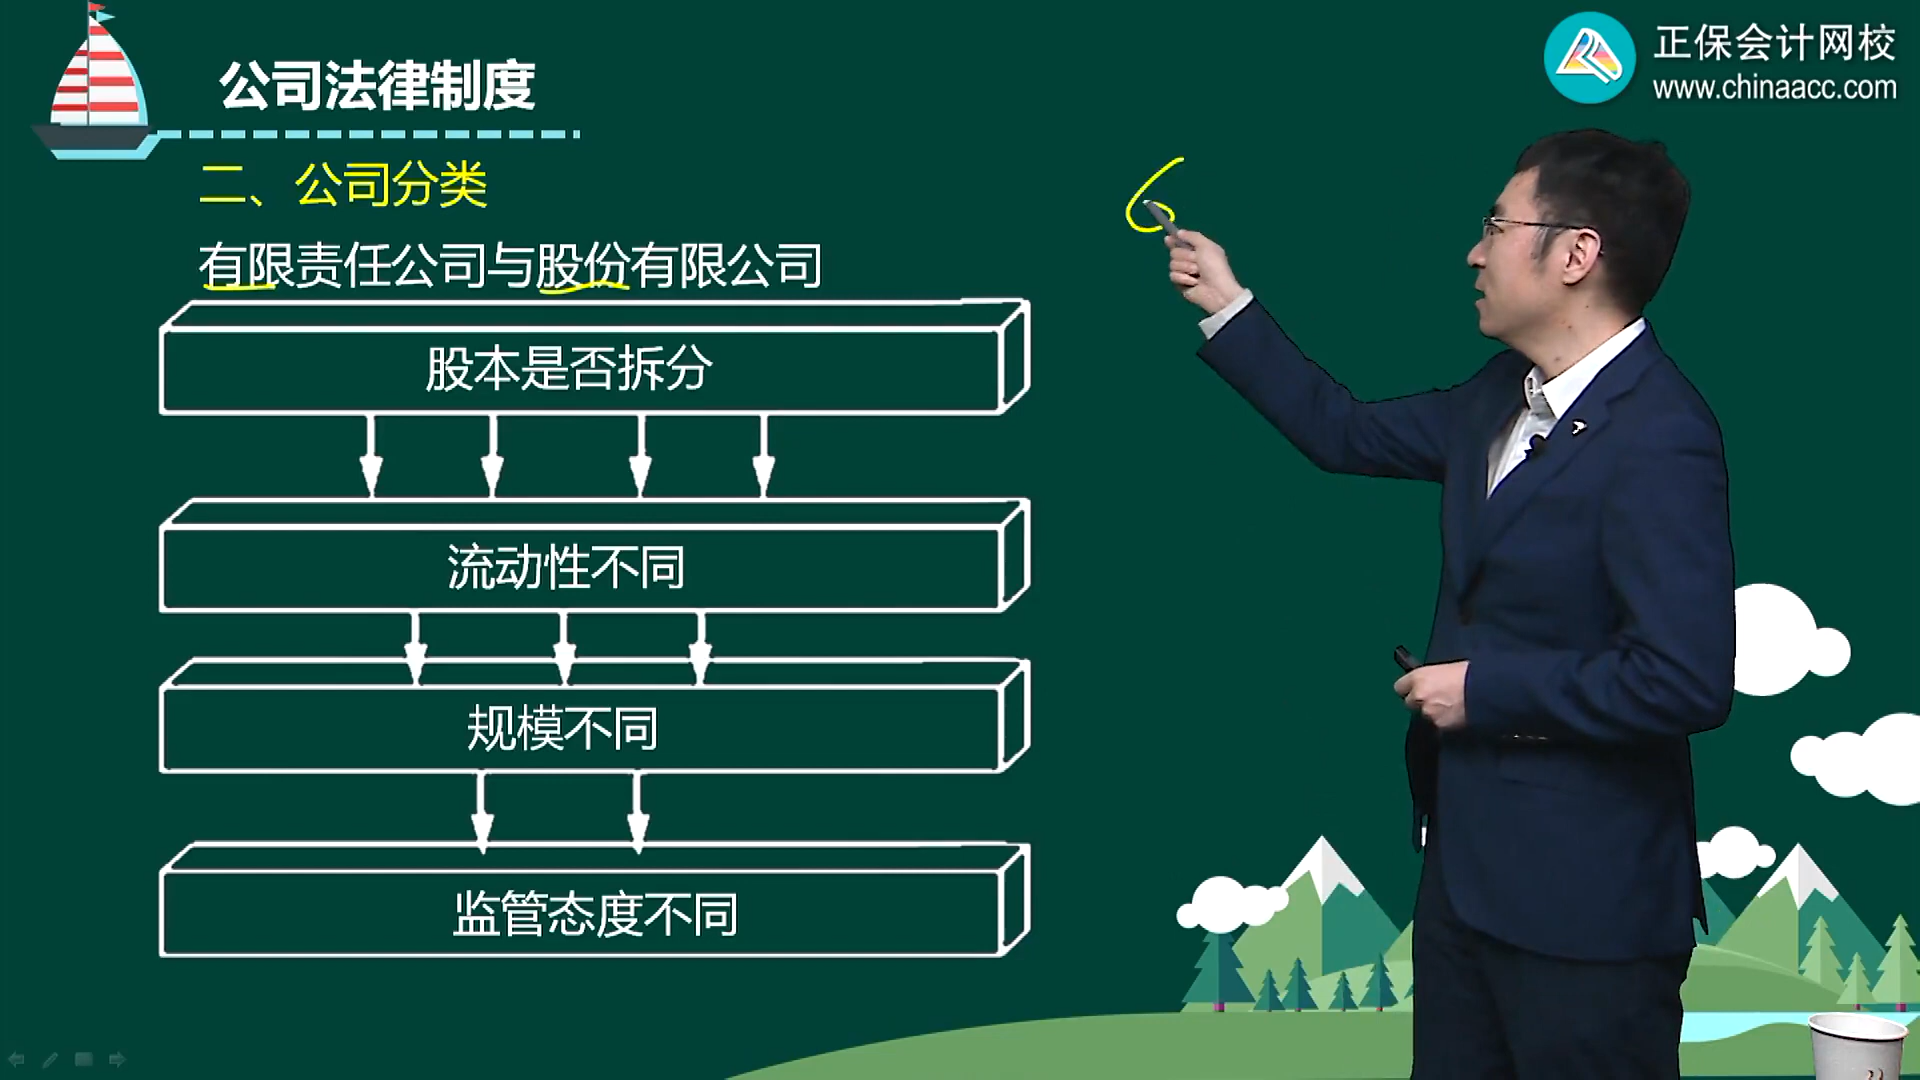 公司法律制度
正保会计网校
www.chinaacc.com
二、公司分类
6
有限责任公司与股份有限公司
股本是否拆分
流动性不同
规模不同
监管态度不同